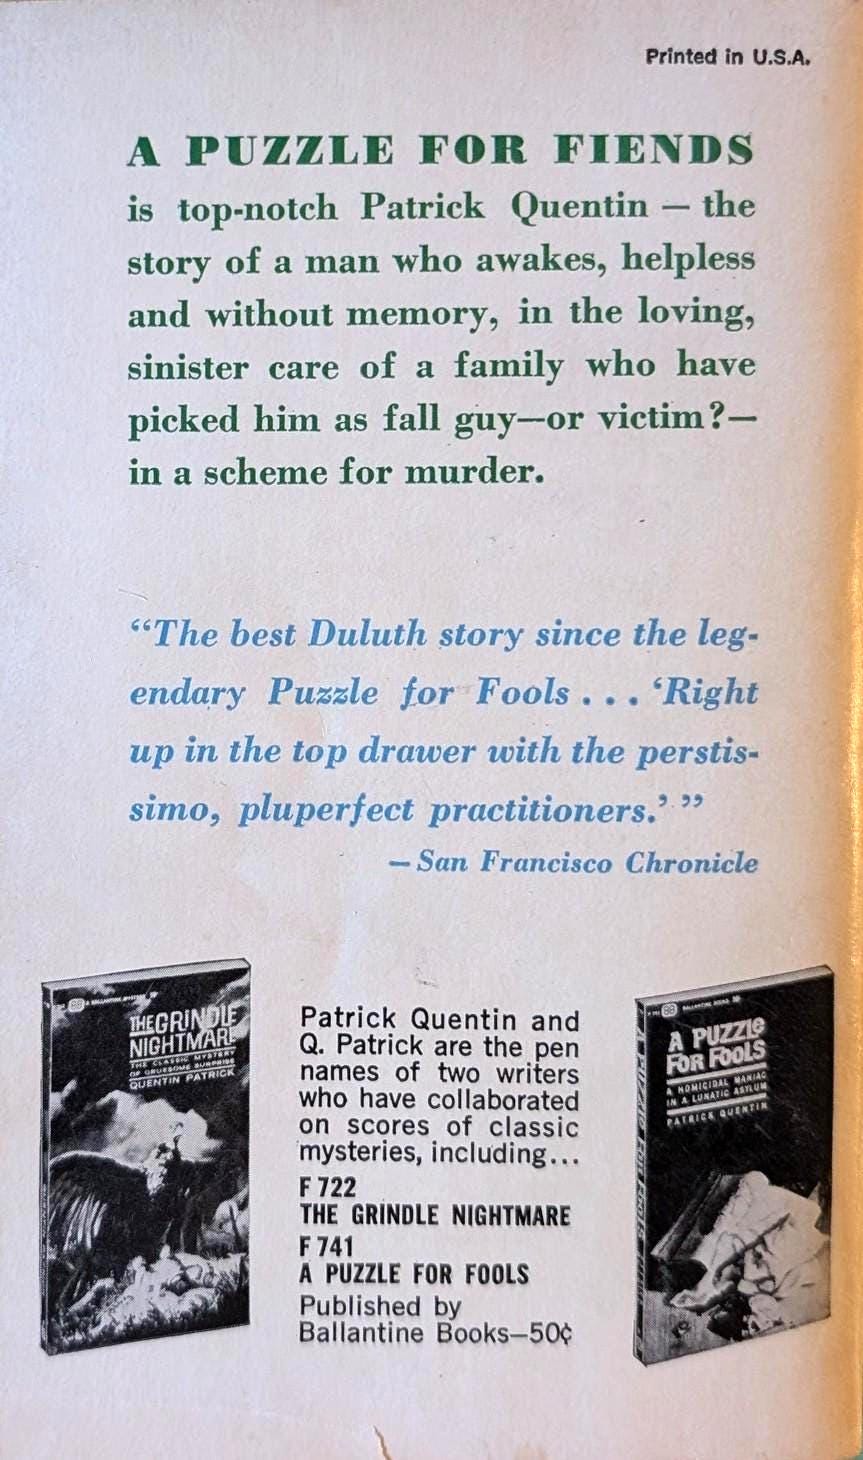 Printed in U.S.A.
A PUZZLE FOR FIENDS
is top-notch Patrick Quentin — the
story of a man who awakes, helpless
and without memory, in the loving,
sinister care of a family who have
picked him as fall guy—or victim?—
in a scheme for murder.
“The best Duluth story since the leg-
endary Puzzle for Fools . . . ‘Right
up in the top drawer with the perstis-
simo, pluperfect practitioners.’ ”
—San Francisco Chronicle
THE GRINDLE
NIGHTMARE
THE CLASSIC MYSTERY
OF GRUESOME SURPRISE
QUENTIN PATRICK
Patrick Quentin and
Q. Patrick are the pen
names of two writers
who have collaborated
on scores of classic
mysteries, including...
F 722
THE GRINDLE NIGHTMARE
F 741
A PUZZLE FOR FOOLS
Published by
Ballantine Books—50¢
A PUZZLE
FOR FOOLS
A HOMICIDAL MANIAC
IN A LUNATIC ASYLUM
PATRICK QUENTIN